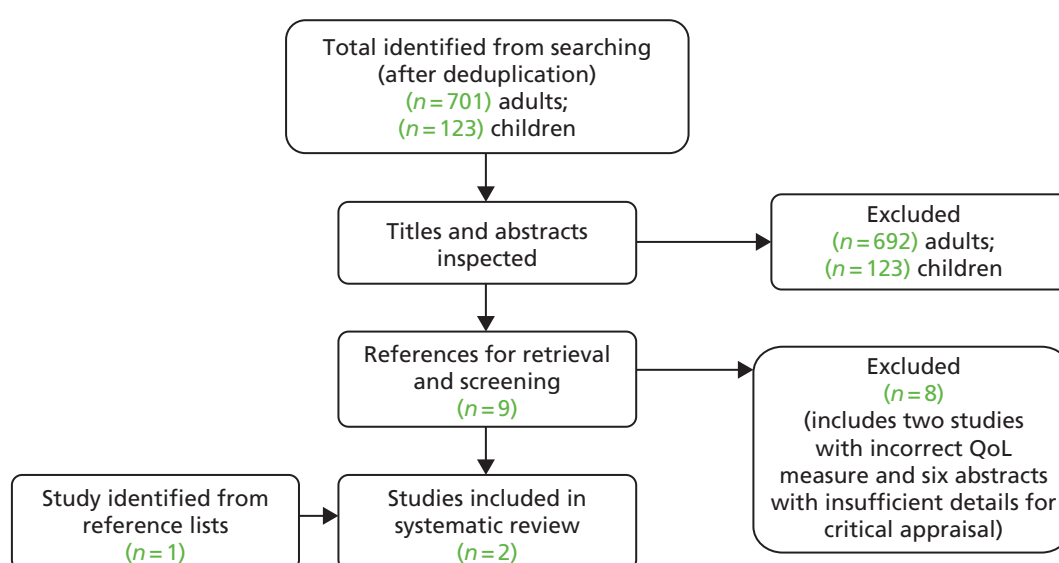 Total identified from searching
(after deduplication)
(n=701) adults;
(n=123) children
Titles and abstracts
inspected
Excluded
(n=692) adults;
(n=123) children
References for retrieval
and screening
(n=9)
Excluded
(n=8)
(includes two studies
with incorrect QoL
measure and six abstracts
with insufficient details for
critical appraisal)
Study identified from
reference lists
(n=1)
Studies included in
systematic review
(n=2)